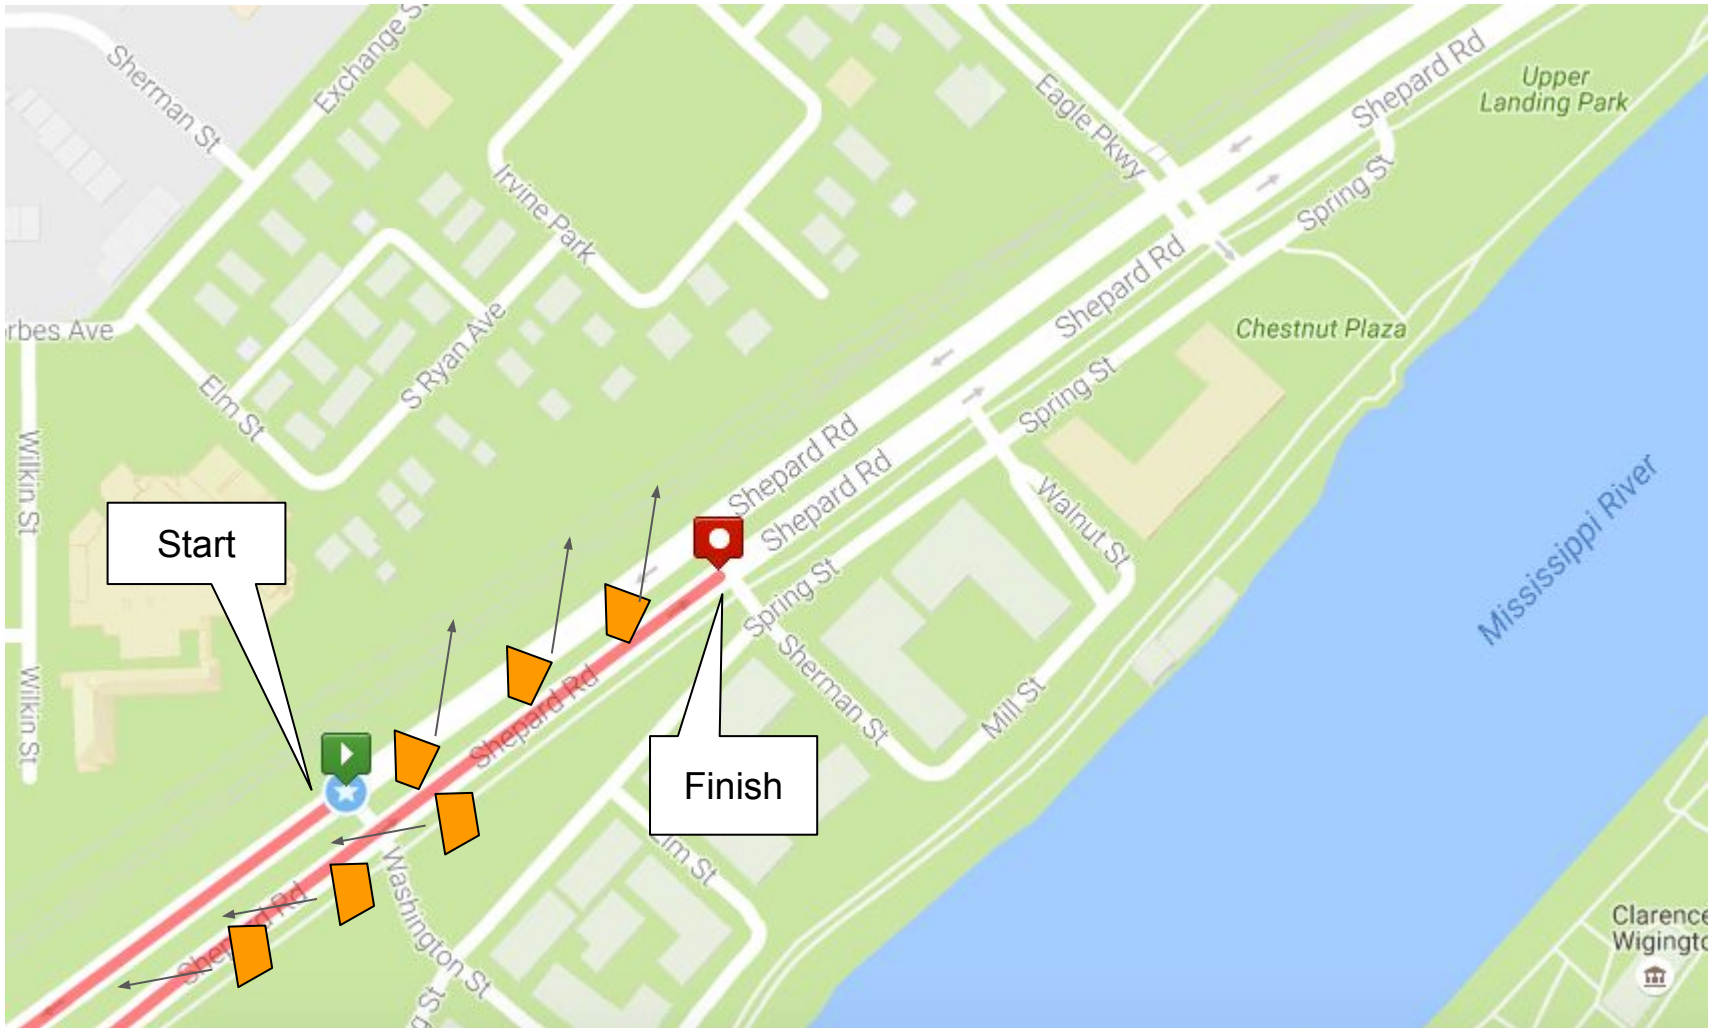 Sherman St
Exchange S
Upper
Landing Park
Shepard Rd
Eagle Pkwy
Spring St
Irvine Park
Shepard Rd
Chestnut Plaza
rbes Ave
S Ryan Ave
Elm St
Spring St
Wilkin St
Shepard Rd
Shepard Rd
Walnut St
Mississippi River
Start
Spring St
Sherman St
Mill St
Wilkin St
Shepard Rd
Finish
Elm St
Washington St
Shepard Rd
Clarence
Wigingto
g St